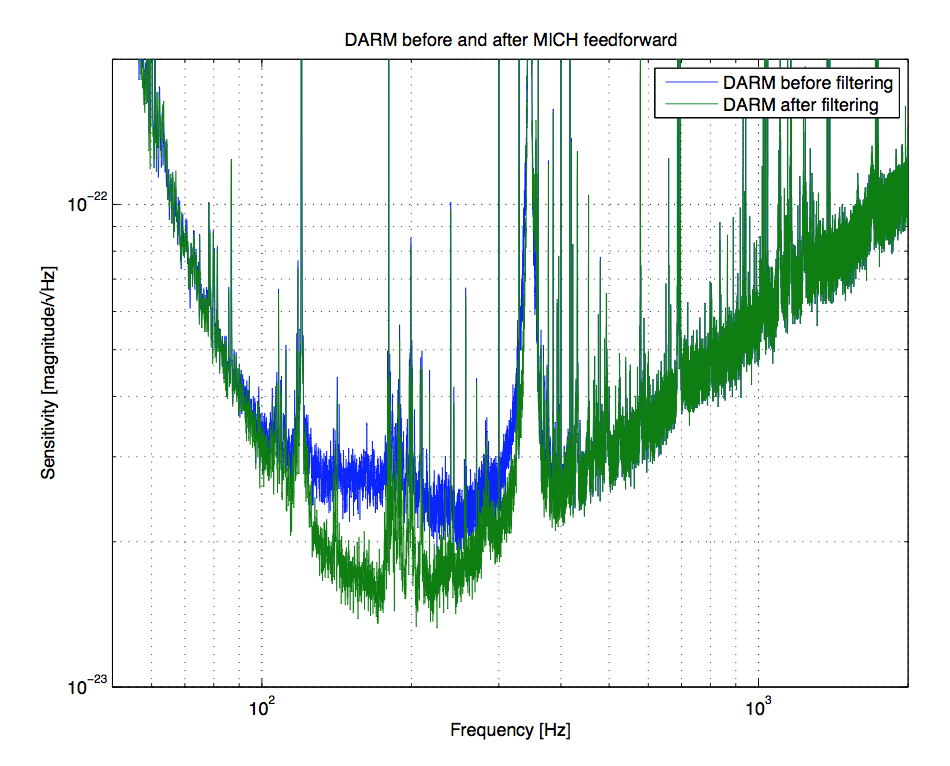 DARM before and after MICH feedforward
DARM before filtering
DARM after filtering
10^-22
Sensitivity [magnitude/√Hz]
10^-23
10^2
10^3
Frequency [Hz]